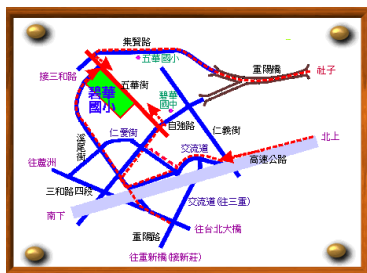 集賢路
五華國小
重陽橋
社子
接三和路
五華街
碧華
國小
碧華
國中
自強路
仁義街
北上
仁愛街
交流道
高速公路
溪尾街
往蘆洲
三和路四段
交流道(往三重)
南下
重陽路
往台北大橋
往重新橋(接新莊)